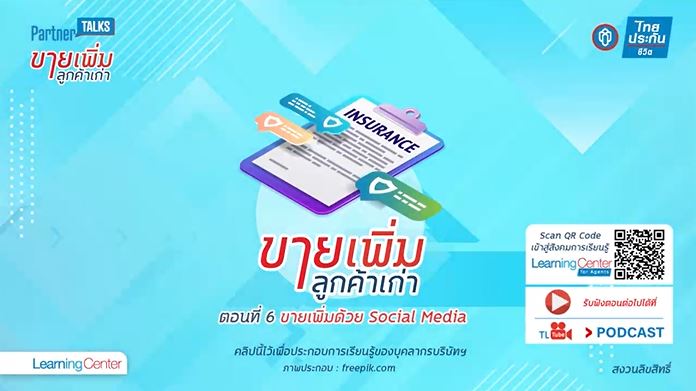 Partner TALKS
ขายเพิ่ม
ลูกค้าเก่า
ไทย
ประกัน
ชีวิต
INSURANCE
ขายเพิ่ม
ลูกค้าเก่า
ตอนที่ 6 ขายเพิ่มด้วย Social Media
คลิปนี้ไว้เพื่อประกอบการเรียนรู้ของบุคลากรบริษัทฯ
ภาพประกอบ : freepik.com
Scan QR Code
เข้าสู่สังคมการเรียนรู้
Learning Center
for Agents
รับฟังตอนต่อไปได้ที่
TL Tube
PODCAST
Learning Center
สงวนลิขสิทธิ์